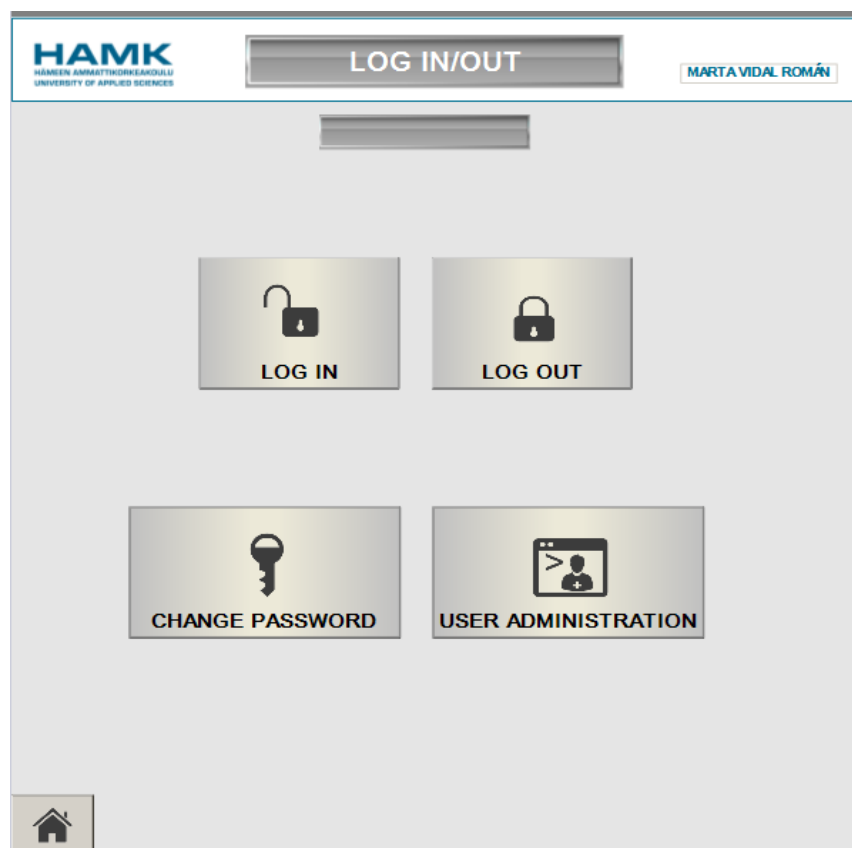 HAMK
HÄMEEN AMMATTIKORKEAKOULU
UNIVERSITY OF APPLIED SCIENCES
LOG IN/OUT
MARTA VIDAL ROMÁN
LOG IN
LOG OUT
CHANGE PASSWORD
USER ADMINISTRATION